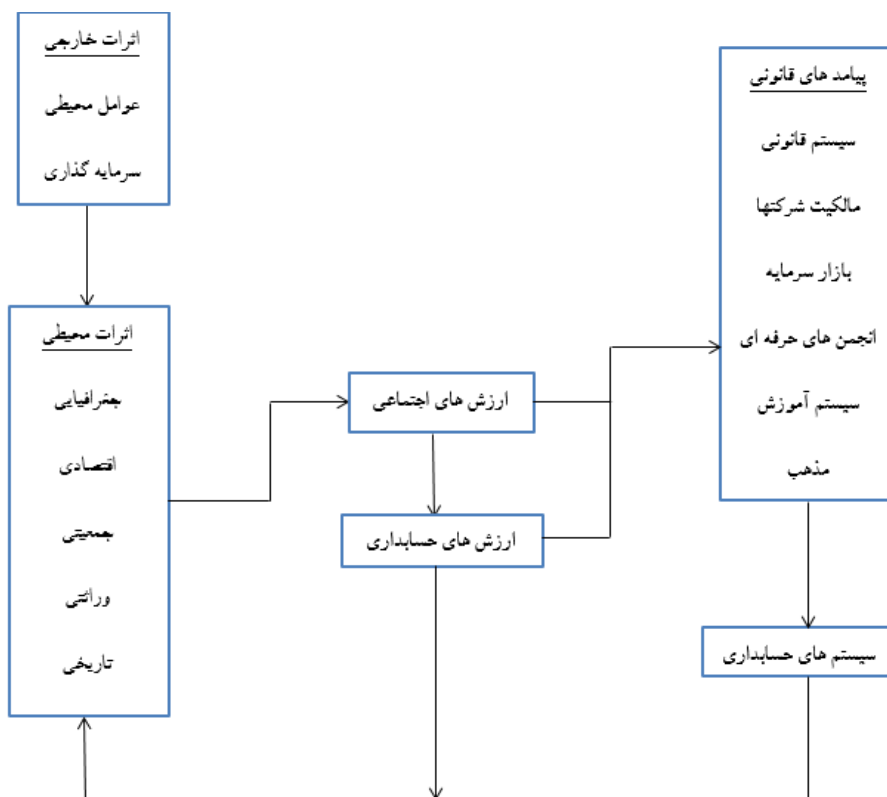 اثرات خارجی
عوامل محیطی
سرمایه گذاری
پیامد های قانونی
سیستم قانونی
مالکیت شرکتها
بازار سرمایه
انجمن های حرفه ای
سیستم آموزش
مذهب
اثرات محیطی
جغرافیایی
اقتصادی
جمعیتی
وراثتی
تاریخی
ارزش های اجتماعی
ارزش های حسابداری
سیستم های حسابداری